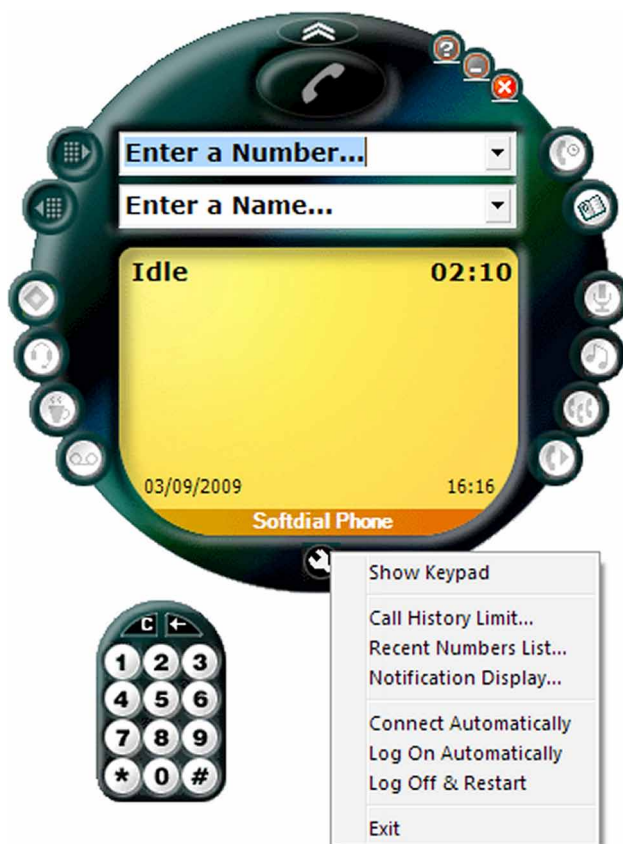 ?
Enter a Number...
Enter a Name...
Idle 02:10
03/09/2009 16:16
Softdial Phone
Show Keypad
Call History Limit...
Recent Numbers List...
Notification Display...
Connect Automatically
Log On Automatically
Log Off & Restart
Exit
C
1 2 3
4 5 6
7 8 9
* 0 #